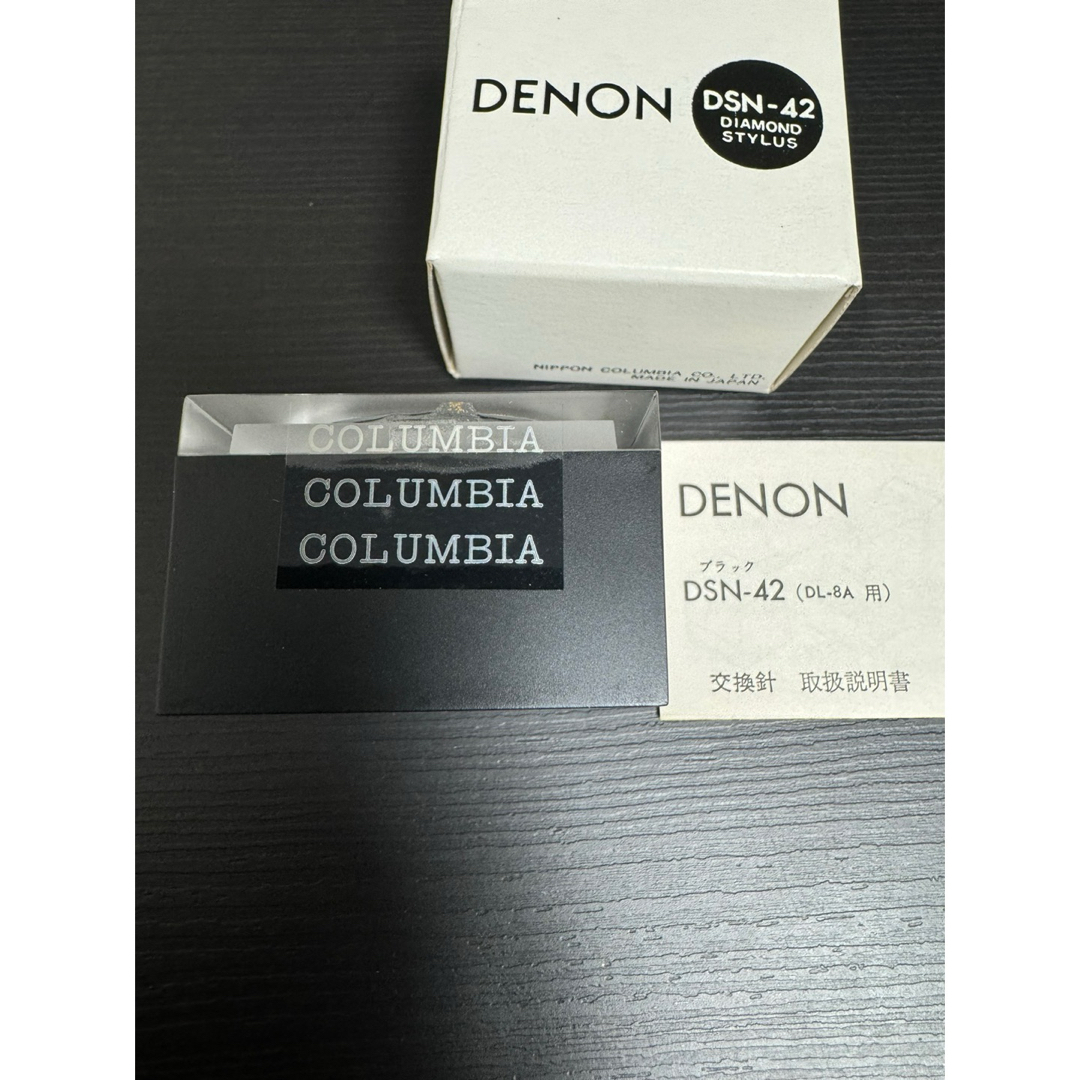 DENON
DSN-42
DIAMOND
STYLUS
NIPPON COLUMBIA CO., LTD.
MADE IN JAPAN
COLUMBIA
COLUMBIA
COLUMBIA
DENON
ブラック
DSN-42 (DL-8A 用)
交換針 取扱説明書